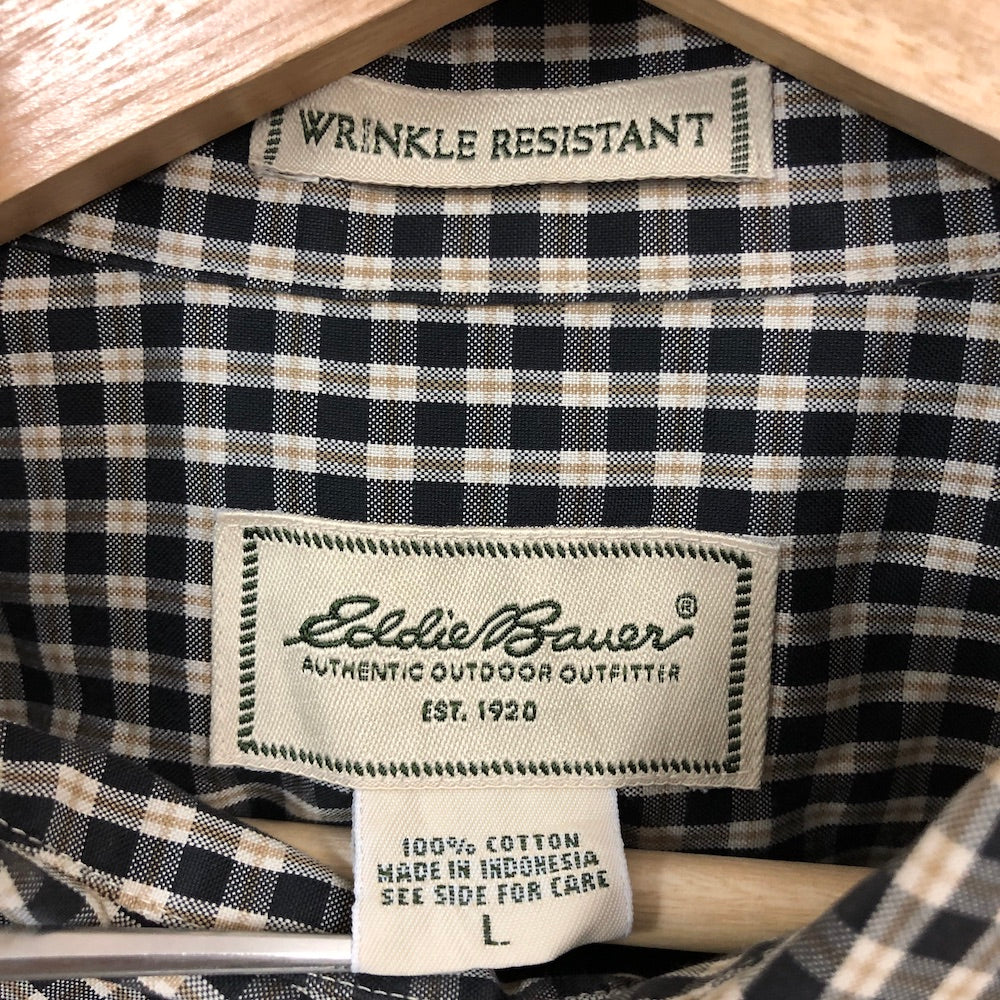 WRINKLE RESISTANT
Eddie Bauer®
AUTHENTIC OUTDOOR OUTFITTER
EST. 1920
100% COTTON
MADE IN INDONESIA
SEE SIDE FOR CARE
L